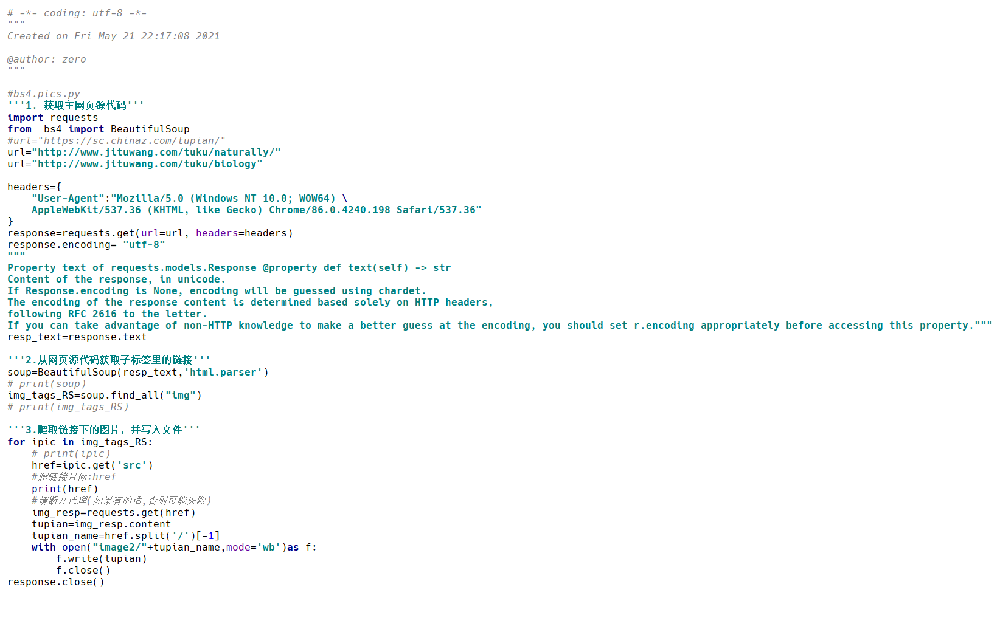 # -*- coding: utf-8 -*-
"""
Created on Fri May 21 22:17:08 2021
@author: zero
"""
#bs4.pics.py
'''1. 获取主网页源代码'''
import requests
from  bs4 import BeautifulSoup
#url="https://sc.chinaz.com/tupian/"
url="http://www.jituwang.com/tuku/naturally/"
url="http://www.jituwang.com/tuku/biology"
headers={
    "User-Agent":"Mozilla/5.0 (Windows NT 10.0; WOW64) \
    AppleWebKit/537.36 (KHTML, like Gecko) Chrome/86.0.4240.198 Safari/537.36"
}
response=requests.get(url=url, headers=headers)
response.encoding= "utf-8"
"""
Property text of requests.models.Response @property def text(self) -> str
Content of the response, in unicode.
If Response.encoding is None, encoding will be guessed using chardet.
The encoding of the response content is determined based solely on HTTP headers,
following RFC 2616 to the letter.
If you can take advantage of non-HTTP knowledge to make a better guess at the encoding, you should set r.encoding appropriately before accessing this property."""
resp_text=response.text
'''2.从网页源代码获取子标签里的链接'''
soup=BeautifulSoup(resp_text,'html.parser')
# print(soup)
img_tags_RS=soup.find_all("img")
# print(img_tags_RS)
'''3.爬取链接下的图片，并写入文件'''
for ipic in img_tags_RS:
    # print(ipic)
    href=ipic.get('src')
    #超链接目标:href
    print(href)
    #请断开代理(如果有的话,否则可能失败)
    img_resp=requests.get(href)
    tupian=img_resp.content
    tupian_name=href.split('/')[-1]
    with open("image2/"+tupian_name,mode='wb')as f:
        f.write(tupian)
        f.close()
response.close()